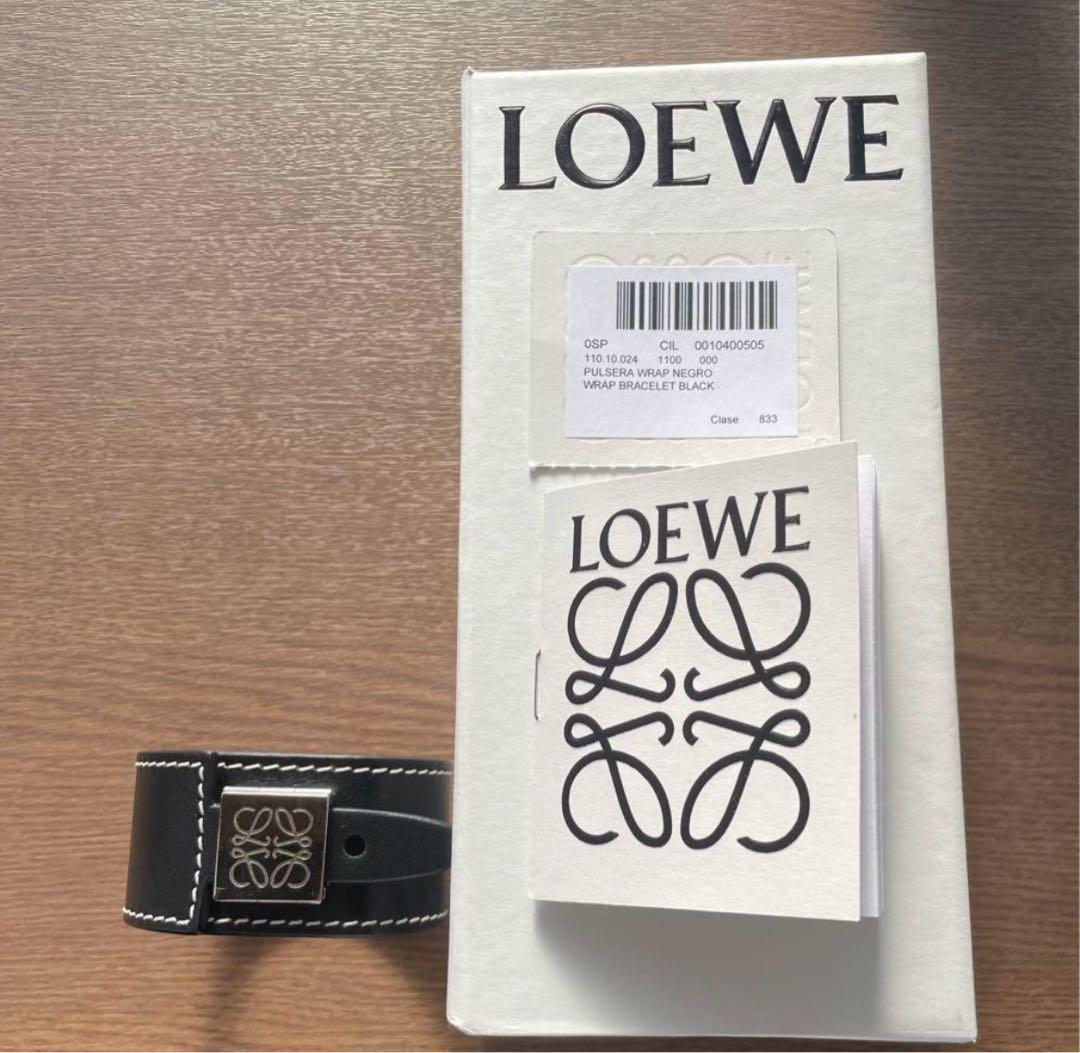 LOEWE
0SP CIL 0010400505
110.10.024 1100 000
PULSERA WRAP NEGRO
WRAP BRACELET BLACK
Clase 833
LOEWE